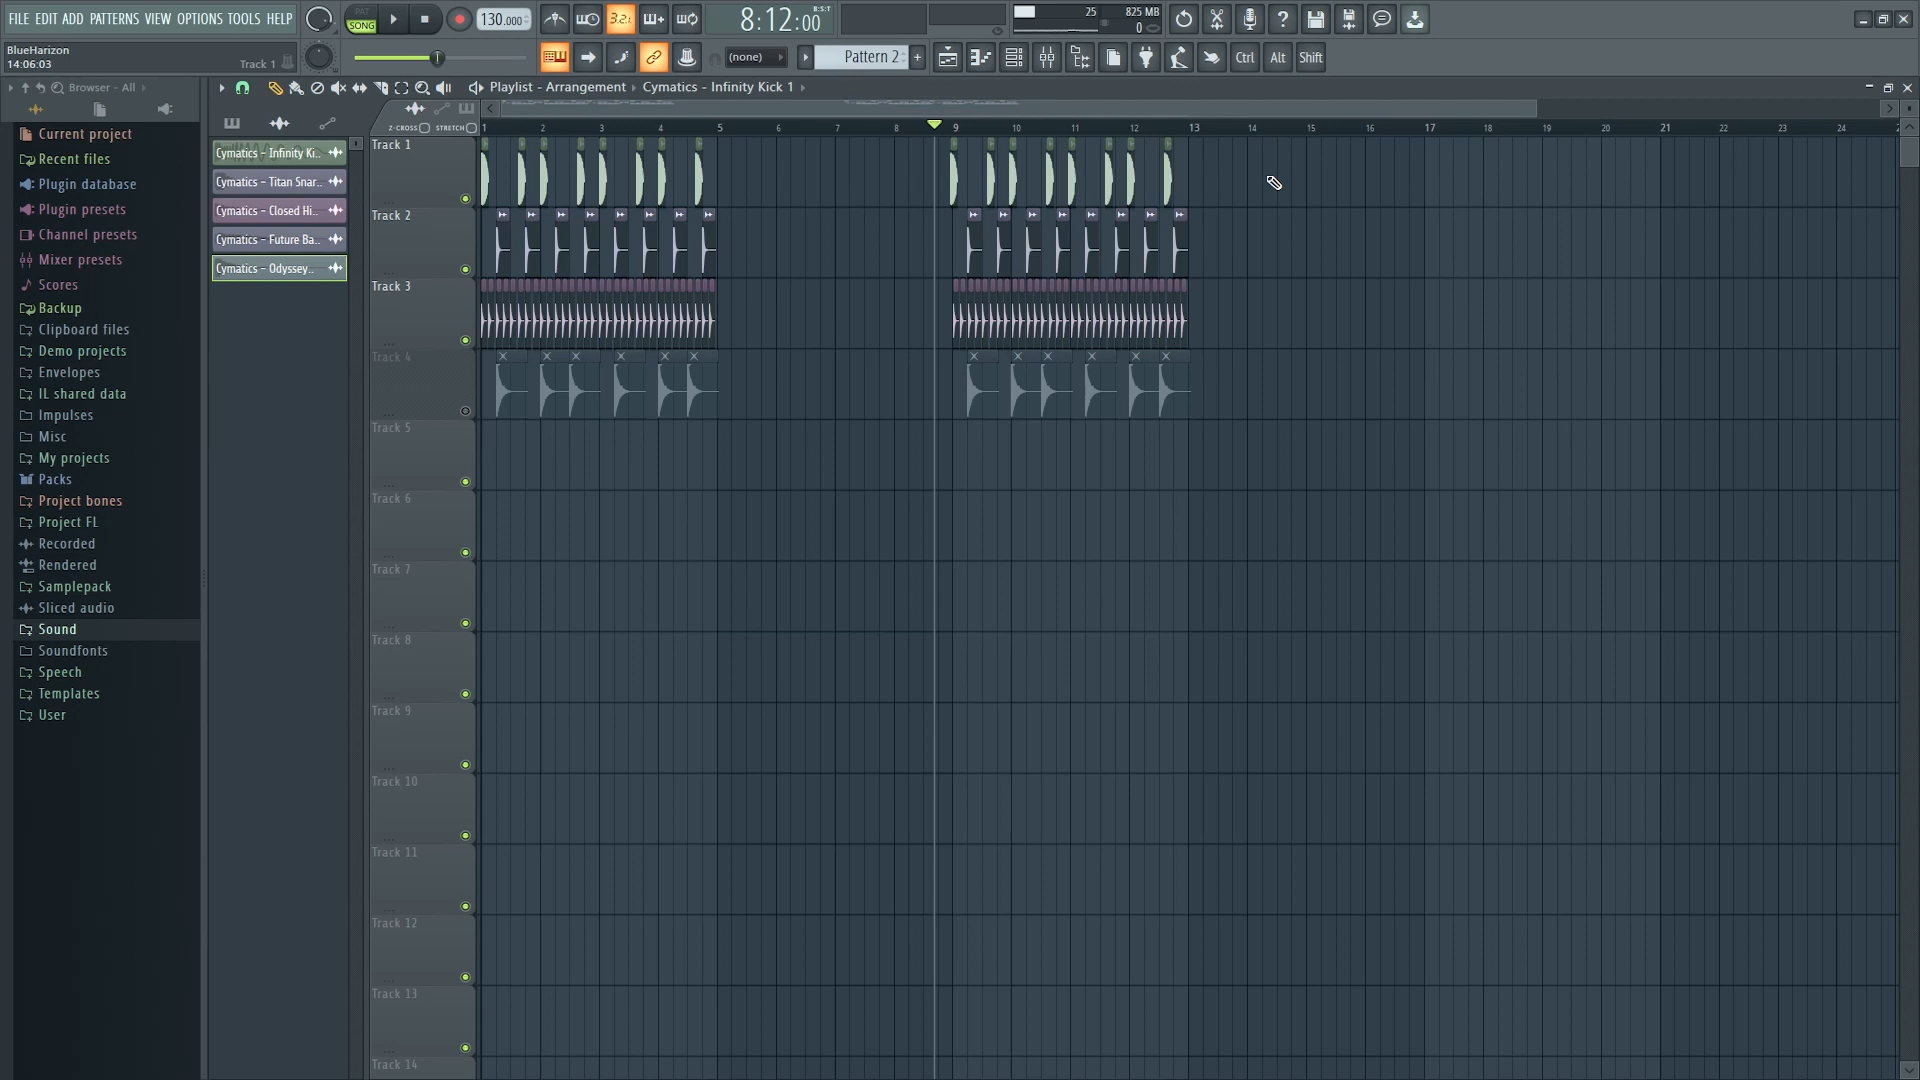 FILE EDIT ADD PATTERNS VIEW OPTIONS TOOLS HELP
PAT
SONG
130.000
3.2.
8:12:00
B:S:T
25
825 MB
0
BlueHarizon
14:06:03
Track 1
(none)
Pattern 2
Ctrl
Alt
Shift
Browser - All
Playlist - Arrangement
Cymatics - Infinity Kick 1
Z-CROSS
STRETCH
1 2 3 4 5 6 7 8 9 10 11 12 13 14 15 16 17 18 19 20 21 22 23 24
Current project
Recent files
Plugin database
Plugin presets
Channel presets
Mixer presets
Scores
Backup
Clipboard files
Demo projects
Envelopes
IL shared data
Impulses
Misc
My projects
Packs
Project bones
Project FL
Recorded
Rendered
Samplepack
Sliced audio
Sound
Soundfonts
Speech
Templates
User
Cymatics - Infinity Ki..
Cymatics - Titan Snar..
Cymatics - Closed Hi..
Cymatics - Future Ba..
Cymatics - Odyssey..
Track 1
Track 2
Track 3
Track 4
Track 5
Track 6
Track 7
Track 8
Track 9
Track 10
Track 11
Track 12
Track 13
Track 14